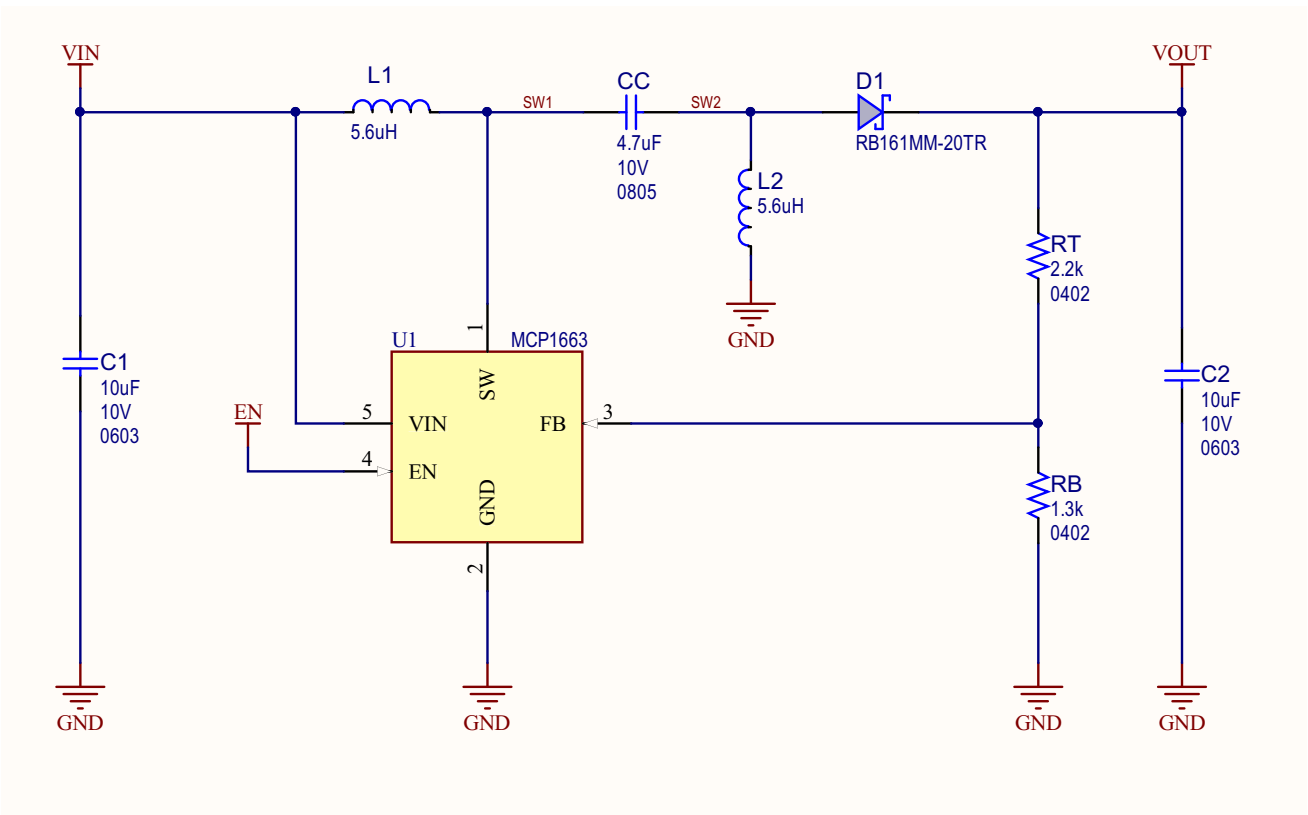 VIN
VOUT
L1
5.6uH
SW1
CC
4.7uF
10V
0805
SW2
D1
RB161MM-20TR
L2
5.6uH
GND
RT
2.2k
0402
C1
10uF
10V
0603
EN
U1
MCP1663
1
SW
5
VIN
4
EN
FB
3
GND
2
C2
10uF
10V
0603
RB
1.3k
0402
GND
GND
GND
GND